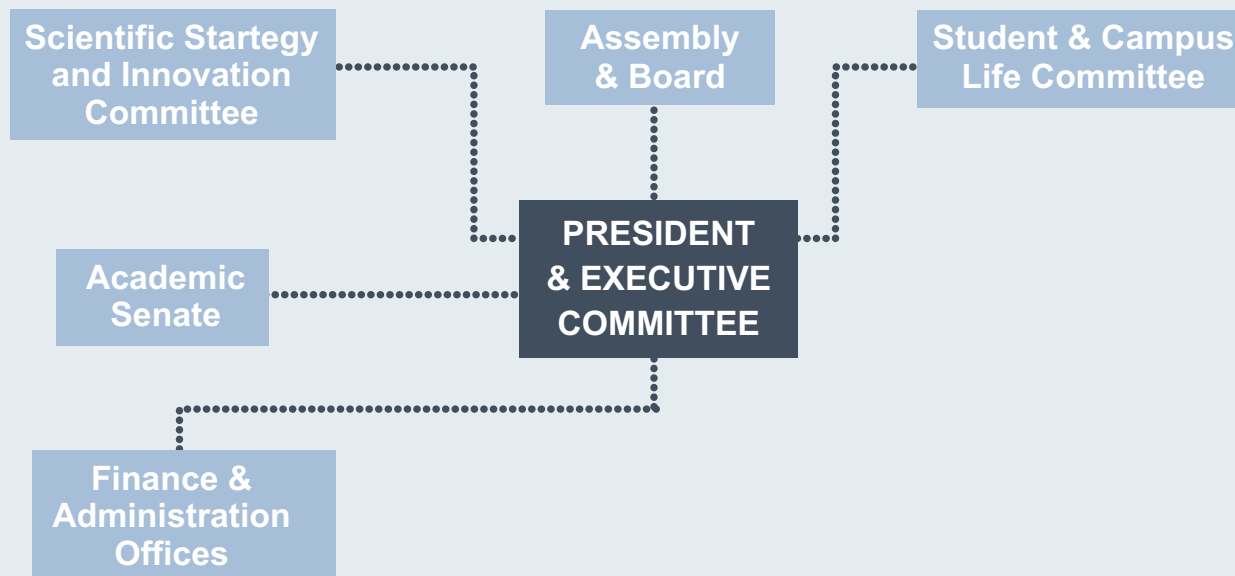 Scientific Startegy
and Innovation
Committee
Assembly
& Board
Student & Campus
Life Committee
PRESIDENT
& EXECUTIVE
COMMITTEE
Academic
Senate
Finance &
Administration
Offices